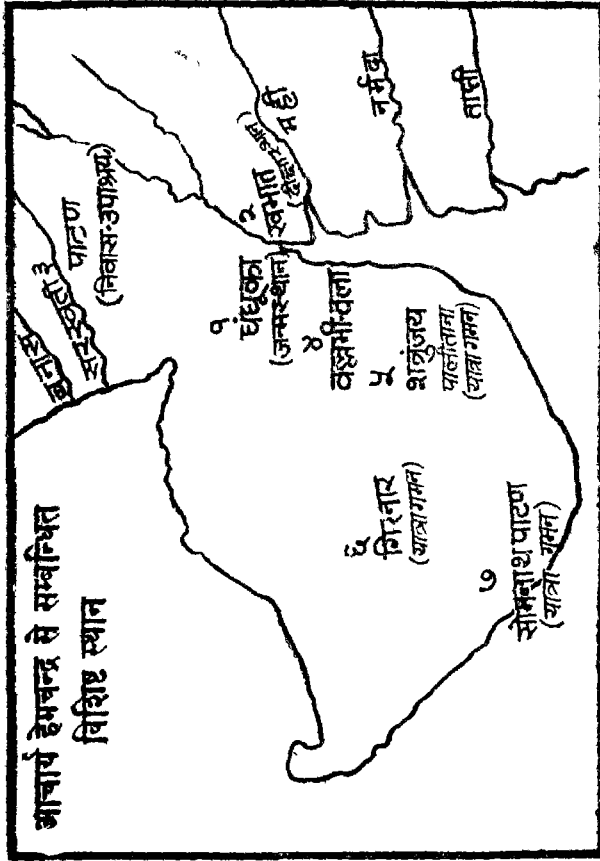 आचार्य हेमचन्द्र से सम्बन्धित
विशिष्ट स्थान
बनास
सरस्वती
३
पाटण
(निवास-उपाश्रय)
१
धंधूका
(जन्मस्थान)
२
खंभात
(दीक्षा स्थान)
मही
नर्मदा
ताप्ती
४
वल्लभी-वला
५
शत्रुंजय
पालीताना
(यात्रा गमन)
६
गिरनार
(यात्रा गमन)
७
सोमनाथ पाटण
(यात्रा गमन)